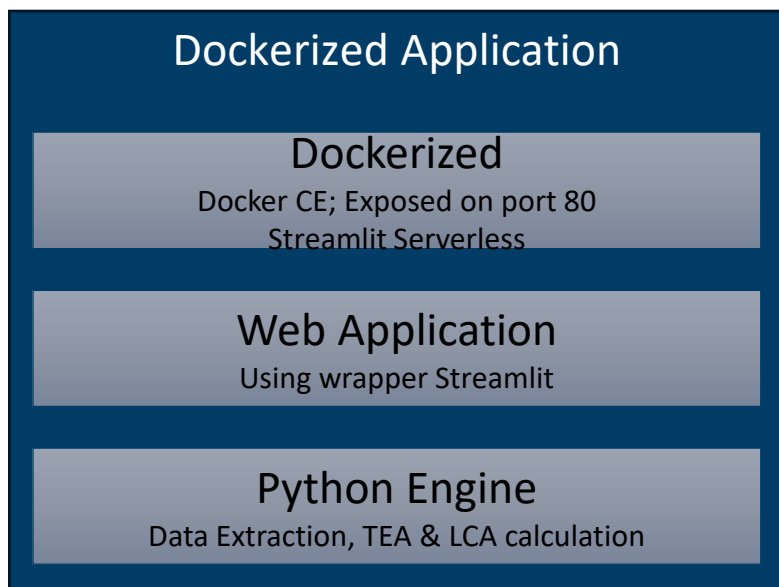 Dockerized Application
Dockerized
Docker CE; Exposed on port 80
Streamlit Serverless
Web Application
Using wrapper Streamlit
Python Engine
Data Extraction, TEA & LCA calculation